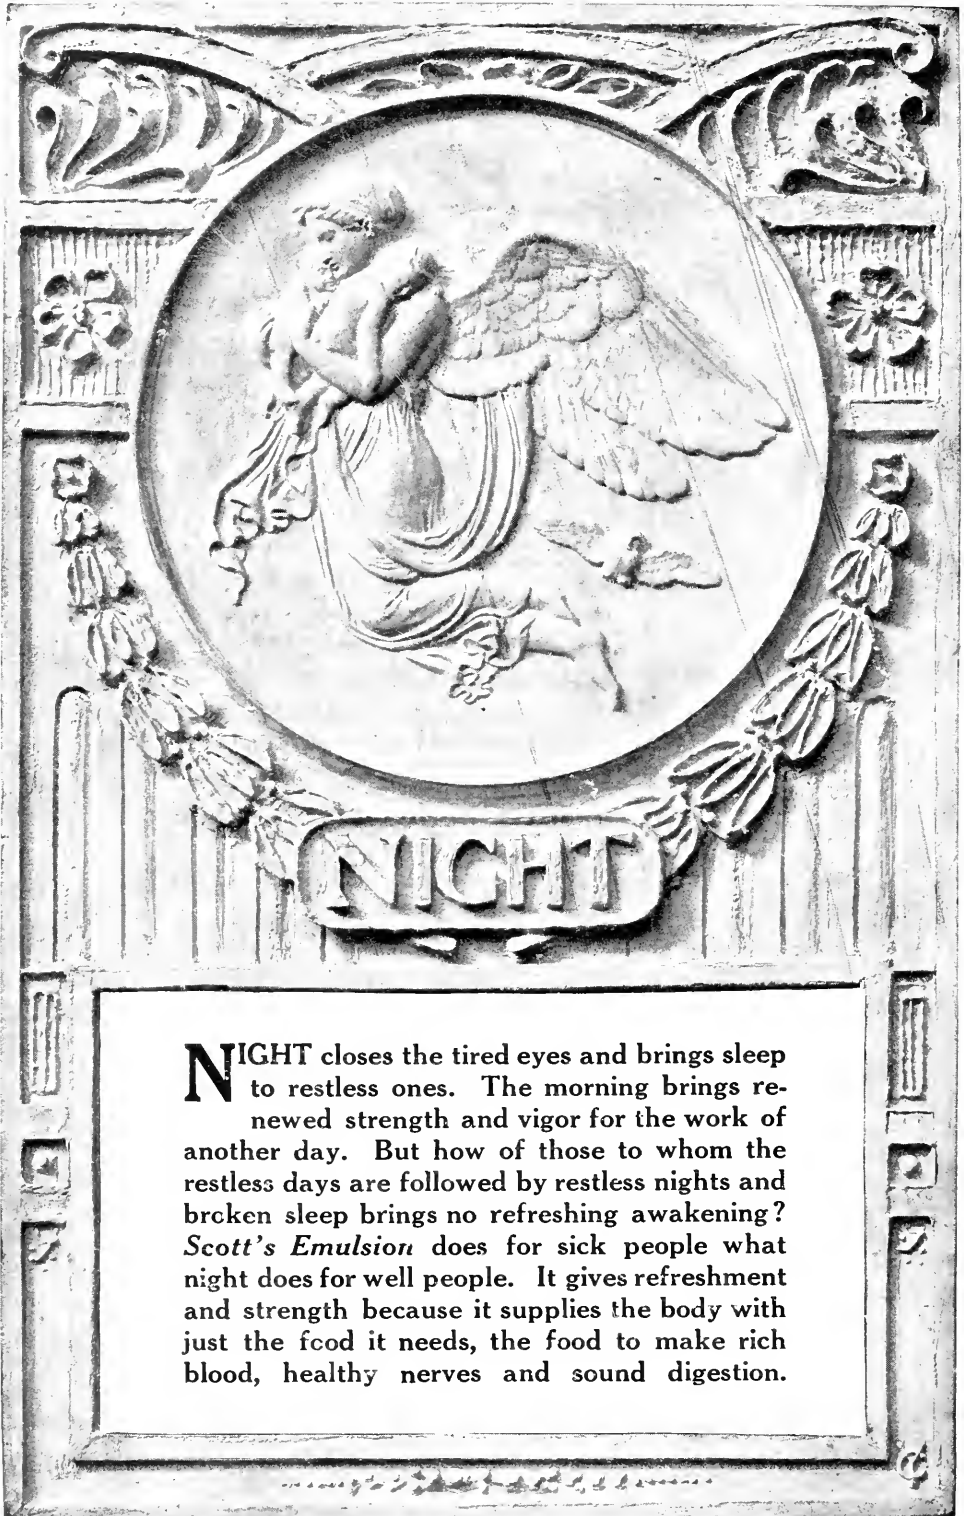 NIGHT
NIGHT closes the tired eyes and brings sleep
to restless ones. The morning brings re-
newed strength and vigor for the work of
another day. But how of those to whom the
restless days are followed by restless nights and
broken sleep brings no refreshing awakening?
Scott's Emulsion does for sick people what
night does for well people. It gives refreshment
and strength because it supplies the body with
just the food it needs, the food to make rich
blood, healthy nerves and sound digestion.